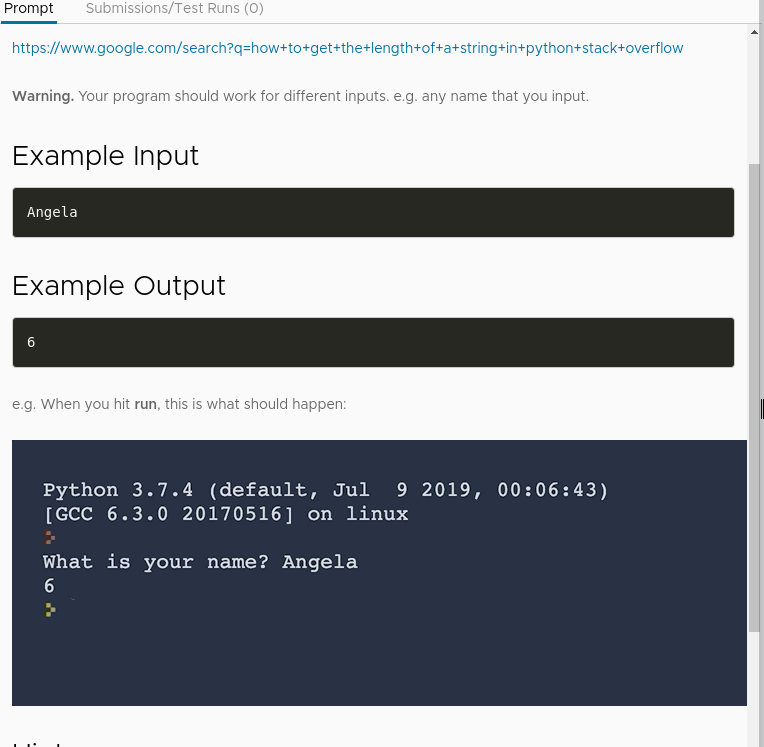 Prompt Submissions/Test Runs (0)
https://www.google.com/search?q=how+to+get+the+length+of+a+string+in+python+stack+overflow
Warning. Your program should work for different inputs. e.g. any name that you input.
Example Input
Angela
Example Output
6
e.g. When you hit run, this is what should happen:
Python 3.7.4 (default, Jul  9 2019, 00:06:43)
[GCC 6.3.0 20170516] on linux
What is your name? Angela
6